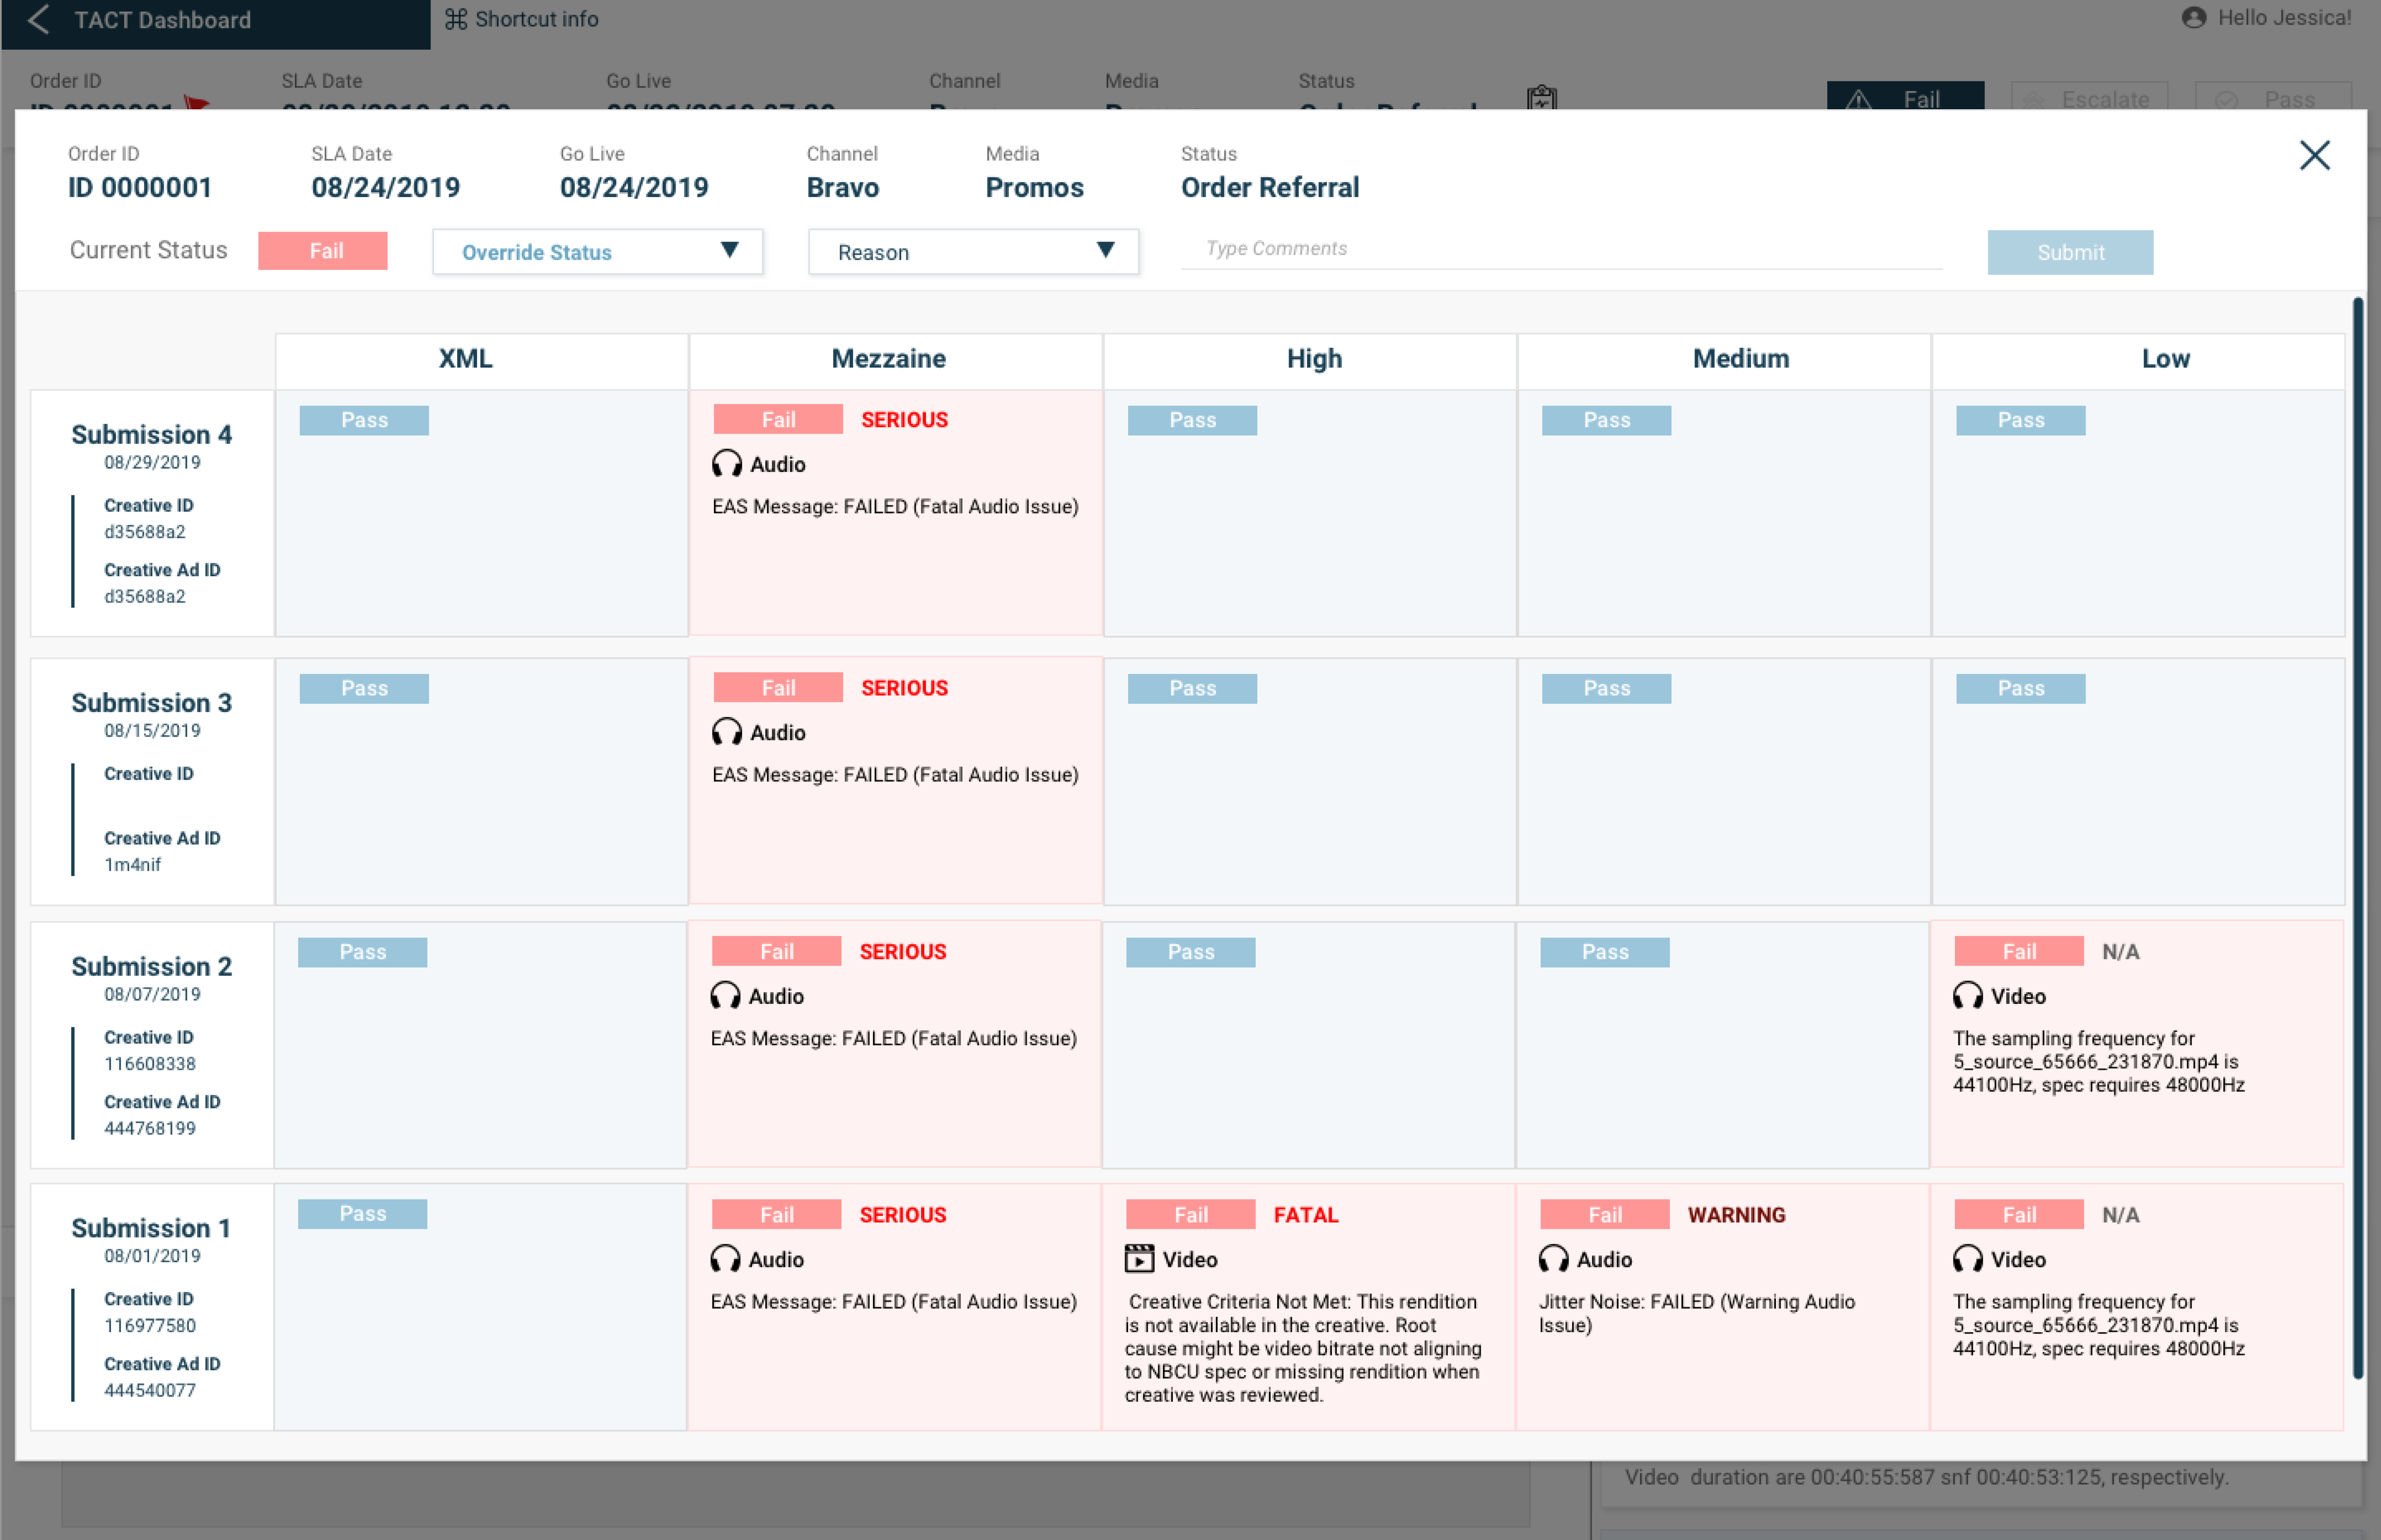 TACT Dashboard
Shortcut info
Hello Jessica!
Order ID SLA Date Go Live Channel Media Status
Fail Escalate Pass
Order ID SLA Date Go Live Channel Media Status
ID 0000001 08/24/2019 08/24/2019 Bravo Promos Order Referral
Current Status Fail Override Status Reason Type Comments Submit
XML Mezzaine High Medium Low
Submission 4
08/29/2019
Creative ID
d35688a2
Creative Ad ID
d35688a2
Pass
Fail SERIOUS
Audio
EAS Message: FAILED (Fatal Audio Issue)
Pass
Pass
Pass
Submission 3
08/15/2019
Creative ID
Creative Ad ID
1m4nif
Pass
Fail SERIOUS
Audio
EAS Message: FAILED (Fatal Audio Issue)
Pass
Pass
Pass
Submission 2
08/07/2019
Creative ID
116608338
Creative Ad ID
444768199
Pass
Fail SERIOUS
Audio
EAS Message: FAILED (Fatal Audio Issue)
Pass
Pass
Fail N/A
Video
The sampling frequency for
5_source_65666_231870.mp4 is
44100Hz, spec requires 48000Hz
Submission 1
08/01/2019
Creative ID
116977580
Creative Ad ID
444540077
Pass
Fail SERIOUS
Audio
EAS Message: FAILED (Fatal Audio Issue)
Fail FATAL
Video
Creative Criteria Not Met: This rendition
is not available in the creative. Root
cause might be video bitrate not aligning
to NBCU spec or missing rendition when
creative was reviewed.
Fail WARNING
Audio
Jitter Noise: FAILED (Warning Audio
Issue)
Fail N/A
Video
The sampling frequency for
5_source_65666_231870.mp4 is
44100Hz, spec requires 48000Hz
Video duration are 00:40:55:587 snf 00:40:53:125, respectively.